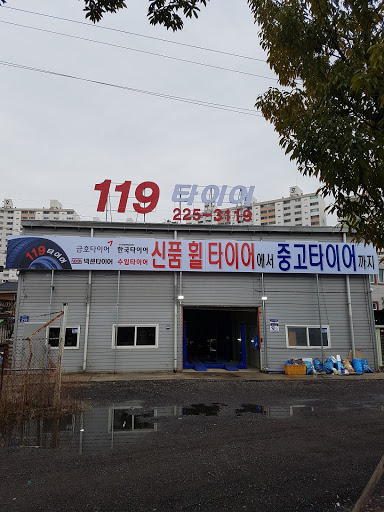 119 타이어
225-3119
119 타이어
금호타이어 한국타이어
넥센타이어 수입타이어
신품 휠 타이어에서 중고타이어까지